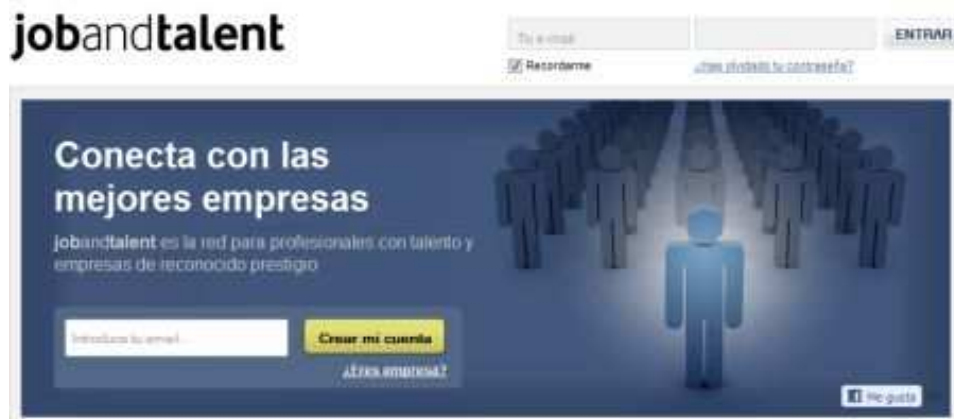 jobandtalent
Tu e-mail
ENTRAR
Recordarme
¿Has olvidado tu contraseña?
Conecta con las
mejores empresas
jobandtalent es la red para profesionales con talento y
empresas de reconocido prestigio
Introduce tu email...
Crear mi cuenta
¿Eres empresa?
Me gusta